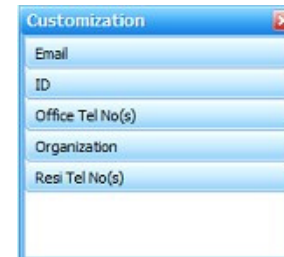 Customization
Email
ID
Office Tel No(s)
Organization
Resi Tel No(s)